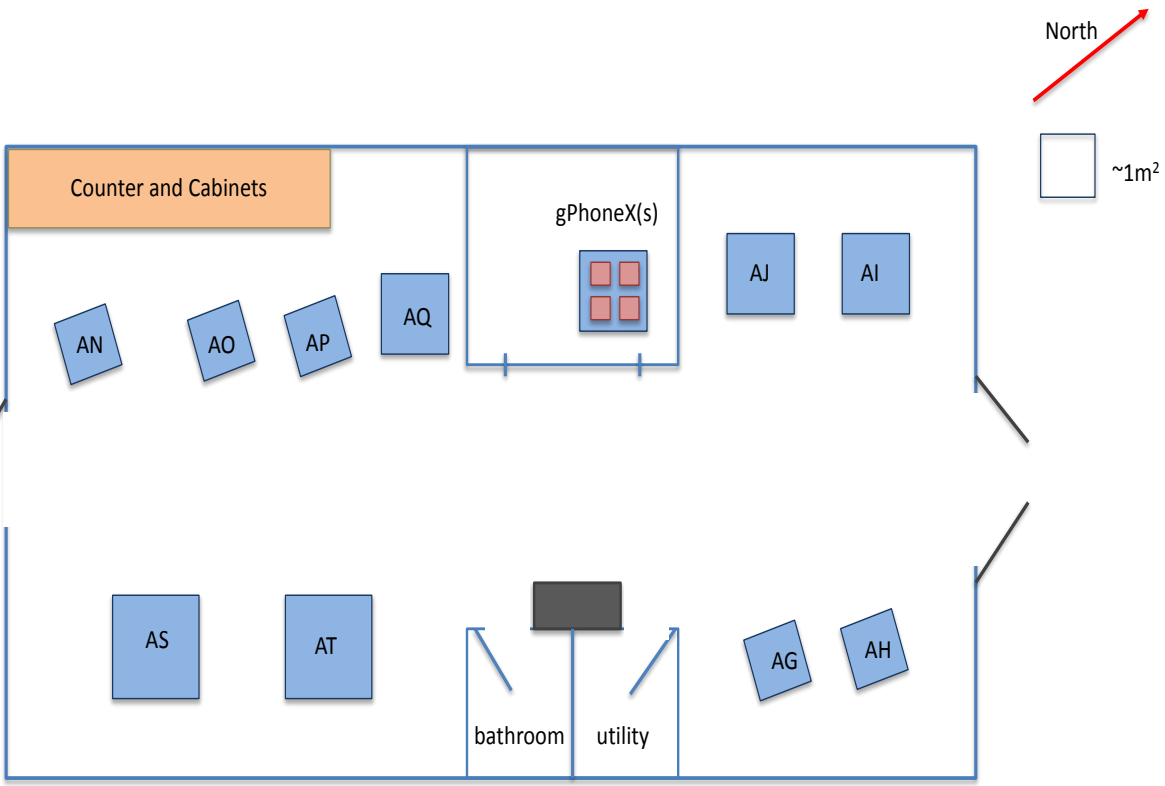 North
~1m²
Counter and Cabinets
gPhoneX(s)
AJ
AI
AN
AO
AP
AQ
AS
AT
AG
AH
bathroom
utility